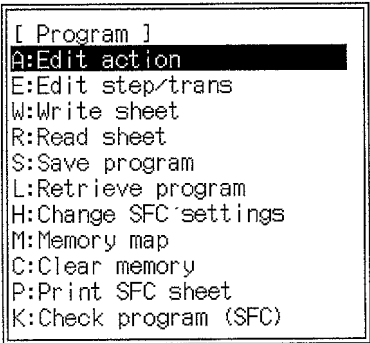 [ Program ]
A:Edit action
E:Edit step/trans
W:Write sheet
R:Read sheet
S:Save program
L:Retrieve program
H:Change SFC settings
M:Memory map
C:Clear memory
P:Print SFC sheet
K:Check program (SFC)